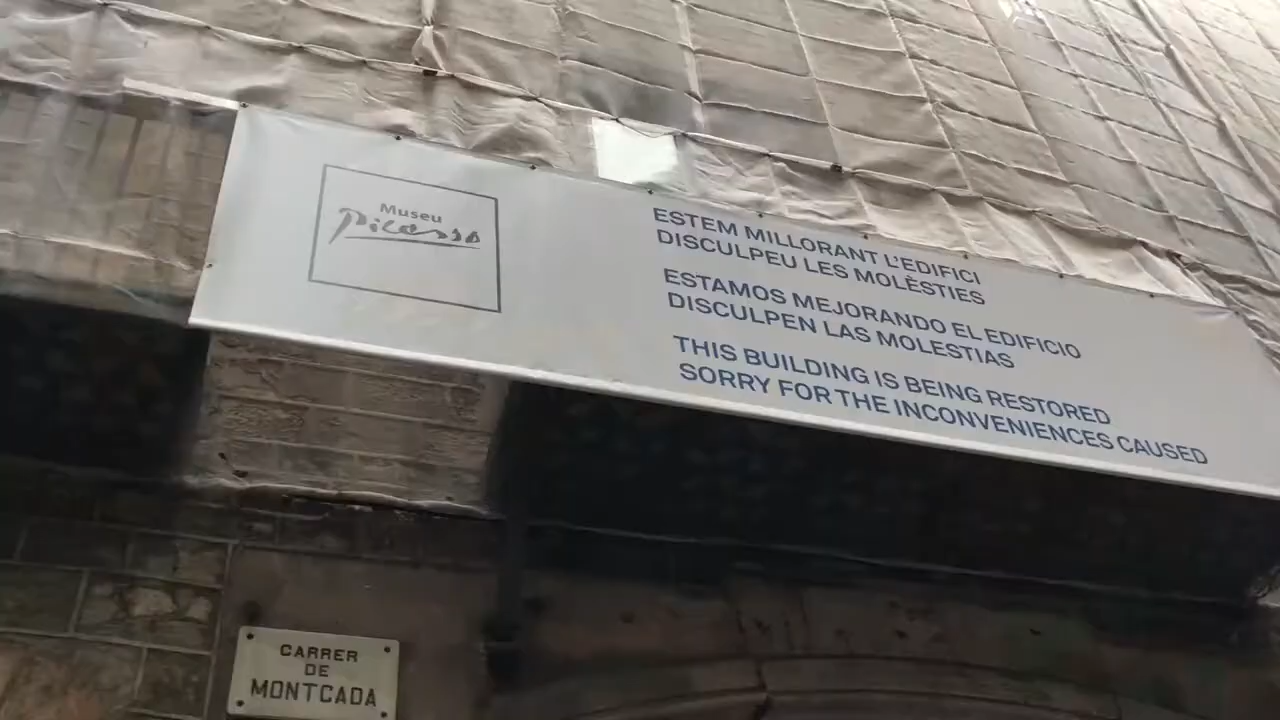 Museu
Picasso
ESTEM MILLORANT L'EDIFICI
DISCULPEU LES MOLÈSTIES
ESTAMOS MEJORANDO EL EDIFICIO
DISCULPEN LAS MOLESTIAS
THIS BUILDING IS BEING RESTORED
SORRY FOR THE INCONVENIENCES CAUSED
CARRER
DE
MONTCADA